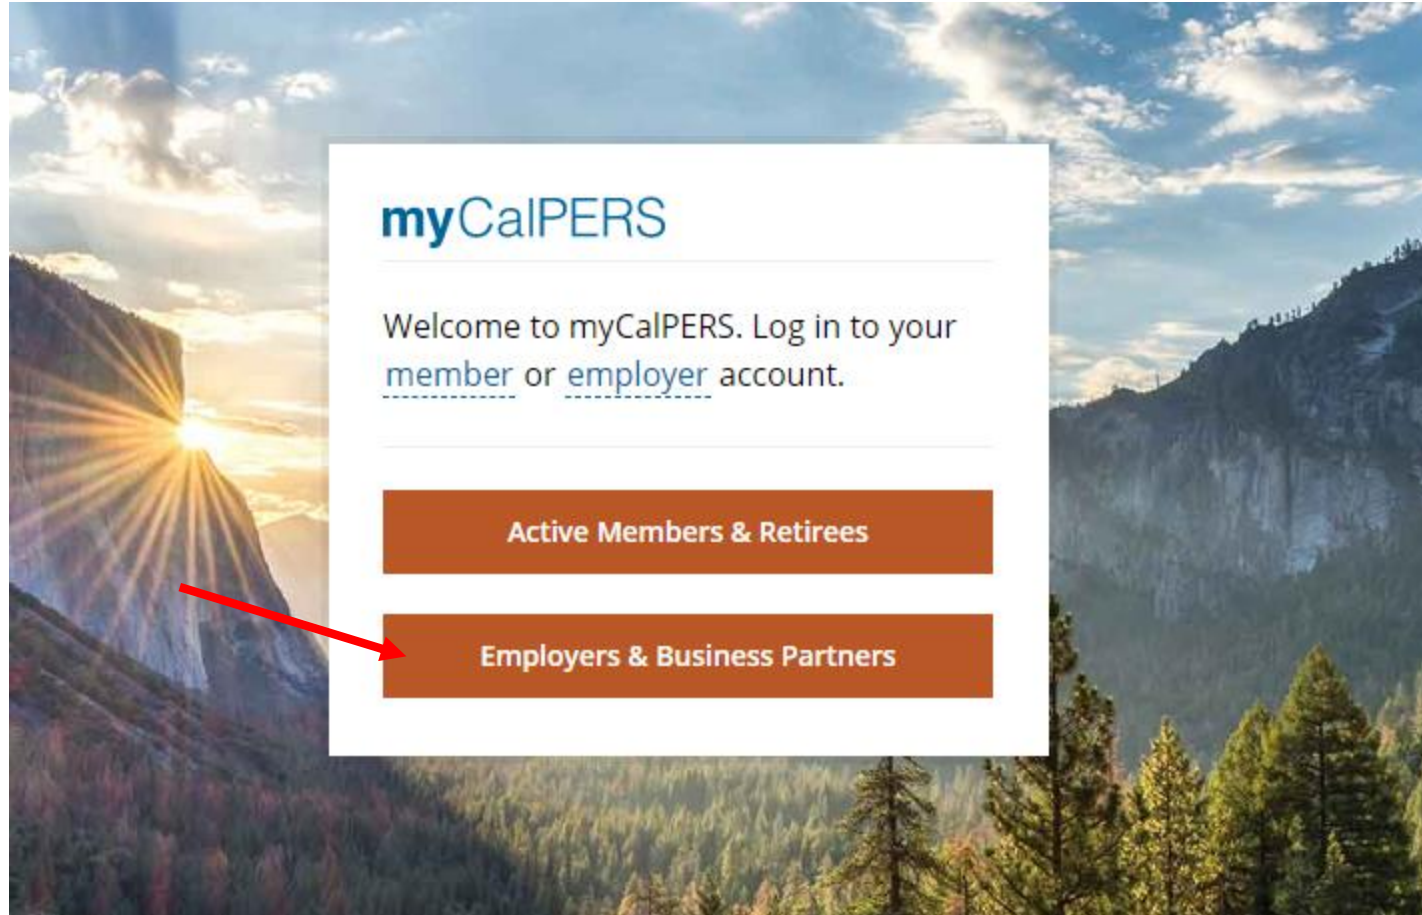 myCalPERS
Welcome to myCalPERS. Log in to your
member or employer account.
Active Members & Retirees
Employers & Business Partners